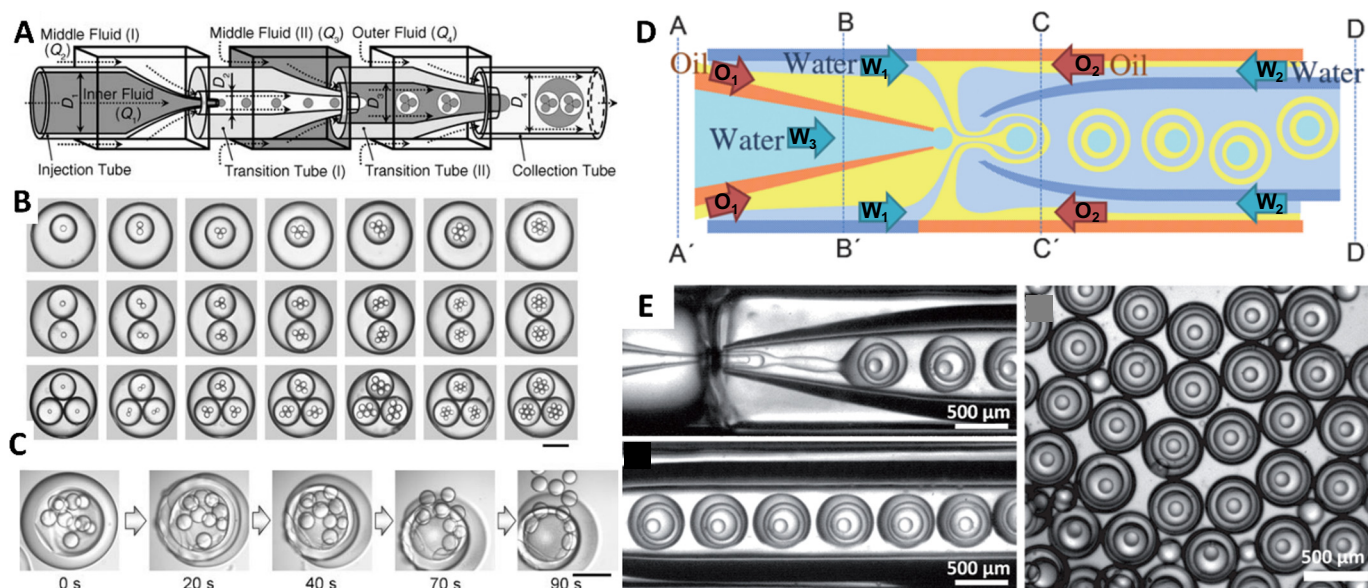 A
Middle Fluid (I)
(Q2)
Middle Fluid (II) (Q3)
Outer Fluid (Q4)
D1
Inner Fluid
(Q1)
D2
D3
D4
Injection Tube
Transition Tube (I)
Transition Tube (II)
Collection Tube
B
C
0 s
20 s
40 s
70 s
90 s
D
A
B
C
D
Oil
O1
Water
W1
O2
Oil
W2
Water
Water
W3
O1
W1
O2
W2
A´
B´
C´
D
E
500 µm
500 µm
500 µm